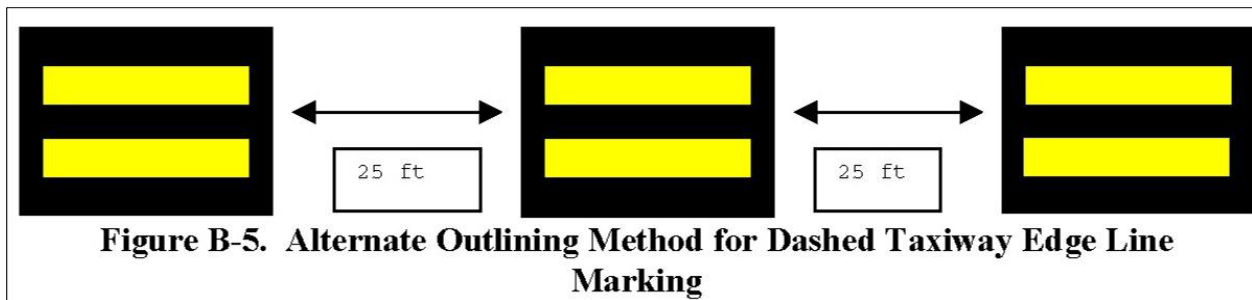 25 ft
25 ft
Figure B-5. Alternate Outlining Method for Dashed Taxiway Edge Line
Marking